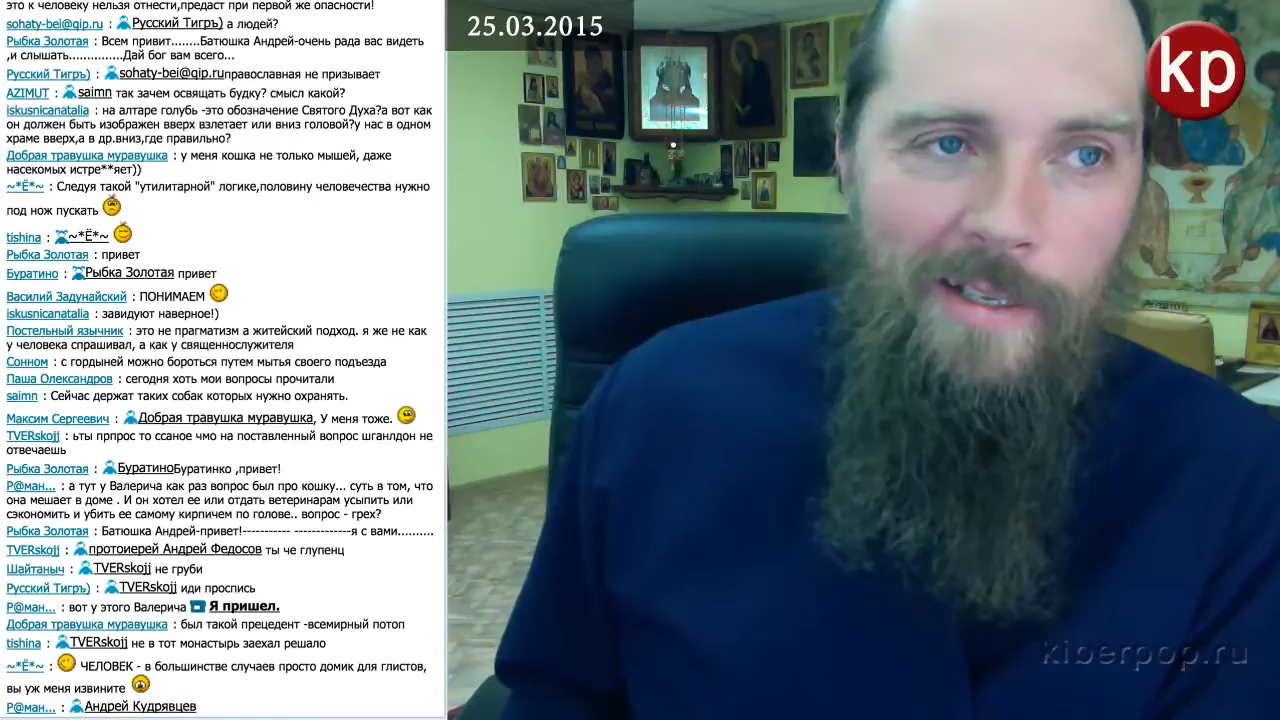 это к человеку нельзя отнести,предаст при первой же опасности!
sohaty-bei@qip.ru : Русский Тигръ) а людей?
Рыбка Золотая : Всем привит........Батюшка Андрей-очень рада вас видеть
,и слышать..............Дай бог вам всего...
Русский Тигръ) : sohaty-bei@qip.ruправославная не призывает
AZIMUT : saimn так зачем освящать будку? смысл какой?
iskusnicanatalia : на алтаре голубь -это обозначение Святого Духа?а вот как
он должен быть изображен вверх взлетает или вниз головой?у нас в одном
храме вверх,а в др.вниз,где правильно?
Добрая травушка муравушка : у меня кошка не только мышей, даже
насекомых истре**яет))
~*Ё*~ : Следуя такой "утилитарной" логике,половину человечества нужно
под нож пускать
tishina : ~*Ё*~
Рыбка Золотая : привет
Буратино : Рыбка Золотая привет
Василий Задунайский : ПОНИМАЕМ
iskusnicanatalia : завидуют наверное!)
Постельный язычник : это не прагматизм а житейский подход. я же не как
у человека спрашивал, а как у священнослужителя
Сонном : с гордыней можно бороться путем мытья своего подъезда
Паша Олександров : сегодня хоть мои вопросы прочитали
saimn : Сейчас держат таких собак которых нужно охранять.
Максим Сергеевич : Добрая травушка муравушка, У меня тоже.
TVERskojj : ьты прпрос то ссаное чмо на поставленный вопрос шганлдон не
отвечаешь
Рыбка Золотая : БуратиноБуратинко ,привет!
Р@ман... : а тут у Валерича как раз вопрос был про кошку... суть в том, что
она мешает в доме . И он хотел ее или отдать ветеринарам усыпить или
сэкономить и убить ее самому кирпичем по голове.. вопрос - грех?
Рыбка Золотая : Батюшка Андрей-привет!----------- -------------я с вами..........
TVERskojj : протоиерей Андрей Федосов ты че глупенц
Шайтаныч : TVERskojj не груби
Русский Тигръ) : TVERskojj иди проспись
Р@ман... : вот у этого Валерича Я пришел.
Добрая травушка муравушка : был такой прецедент -всемирный потоп
tishina : TVERskojj не в тот монастырь заехал решало
~*Ё*~ : ЧЕЛОВЕК - в большинстве случаев просто домик для глистов,
вы уж меня извините
Р@ман... : Андрей Кудрявцев
25.03.2015
kp
kiberpop.ru